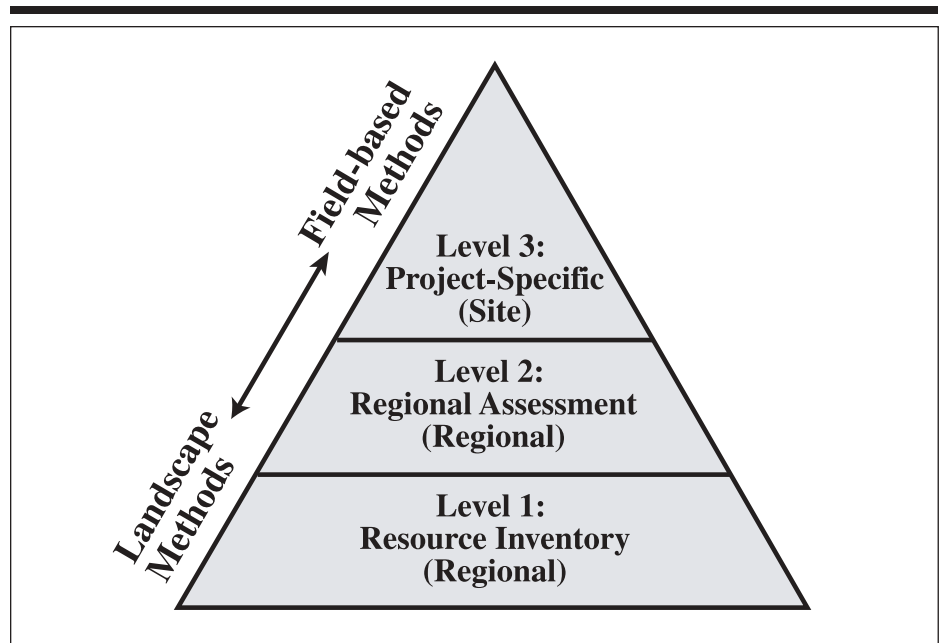 Field-based
Methods
Landscape
Methods
Level 3:
Project-Specific
(Site)
Level 2:
Regional Assessment
(Regional)
Level 1:
Resource Inventory
(Regional)